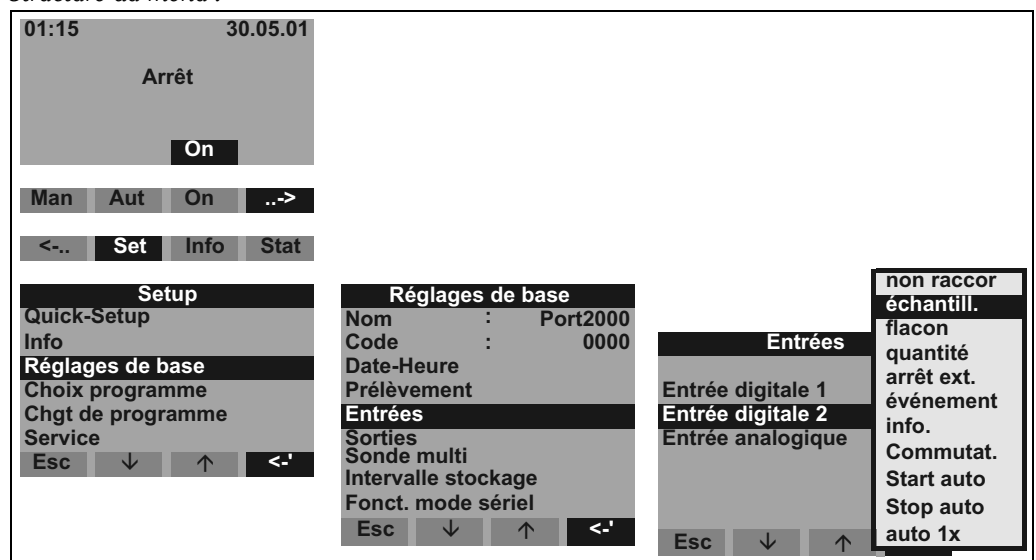 01:15 30.05.01
Arrêt
On
Man Aut On ..->
<-.. Set Info Stat
Setup
Quick-Setup
Info
Réglages de base
Choix programme
Chgt de programme
Service
Esc ↓ ↑ <-'
Réglages de base
Nom : Port2000
Code : 0000
Date-Heure
Prélèvement
Entrées
Sorties
Sonde multi
Intervalle stockage
Fonct. mode sériel
Esc ↓ ↑ <-'
Entrées
Entrée digitale 1
Entrée digitale 2
Entrée analogique
Esc ↓ ↑
non raccor
échantill.
flacon
quantité
arrêt ext.
événement
info.
Commutat.
Start auto
Stop auto
auto 1x